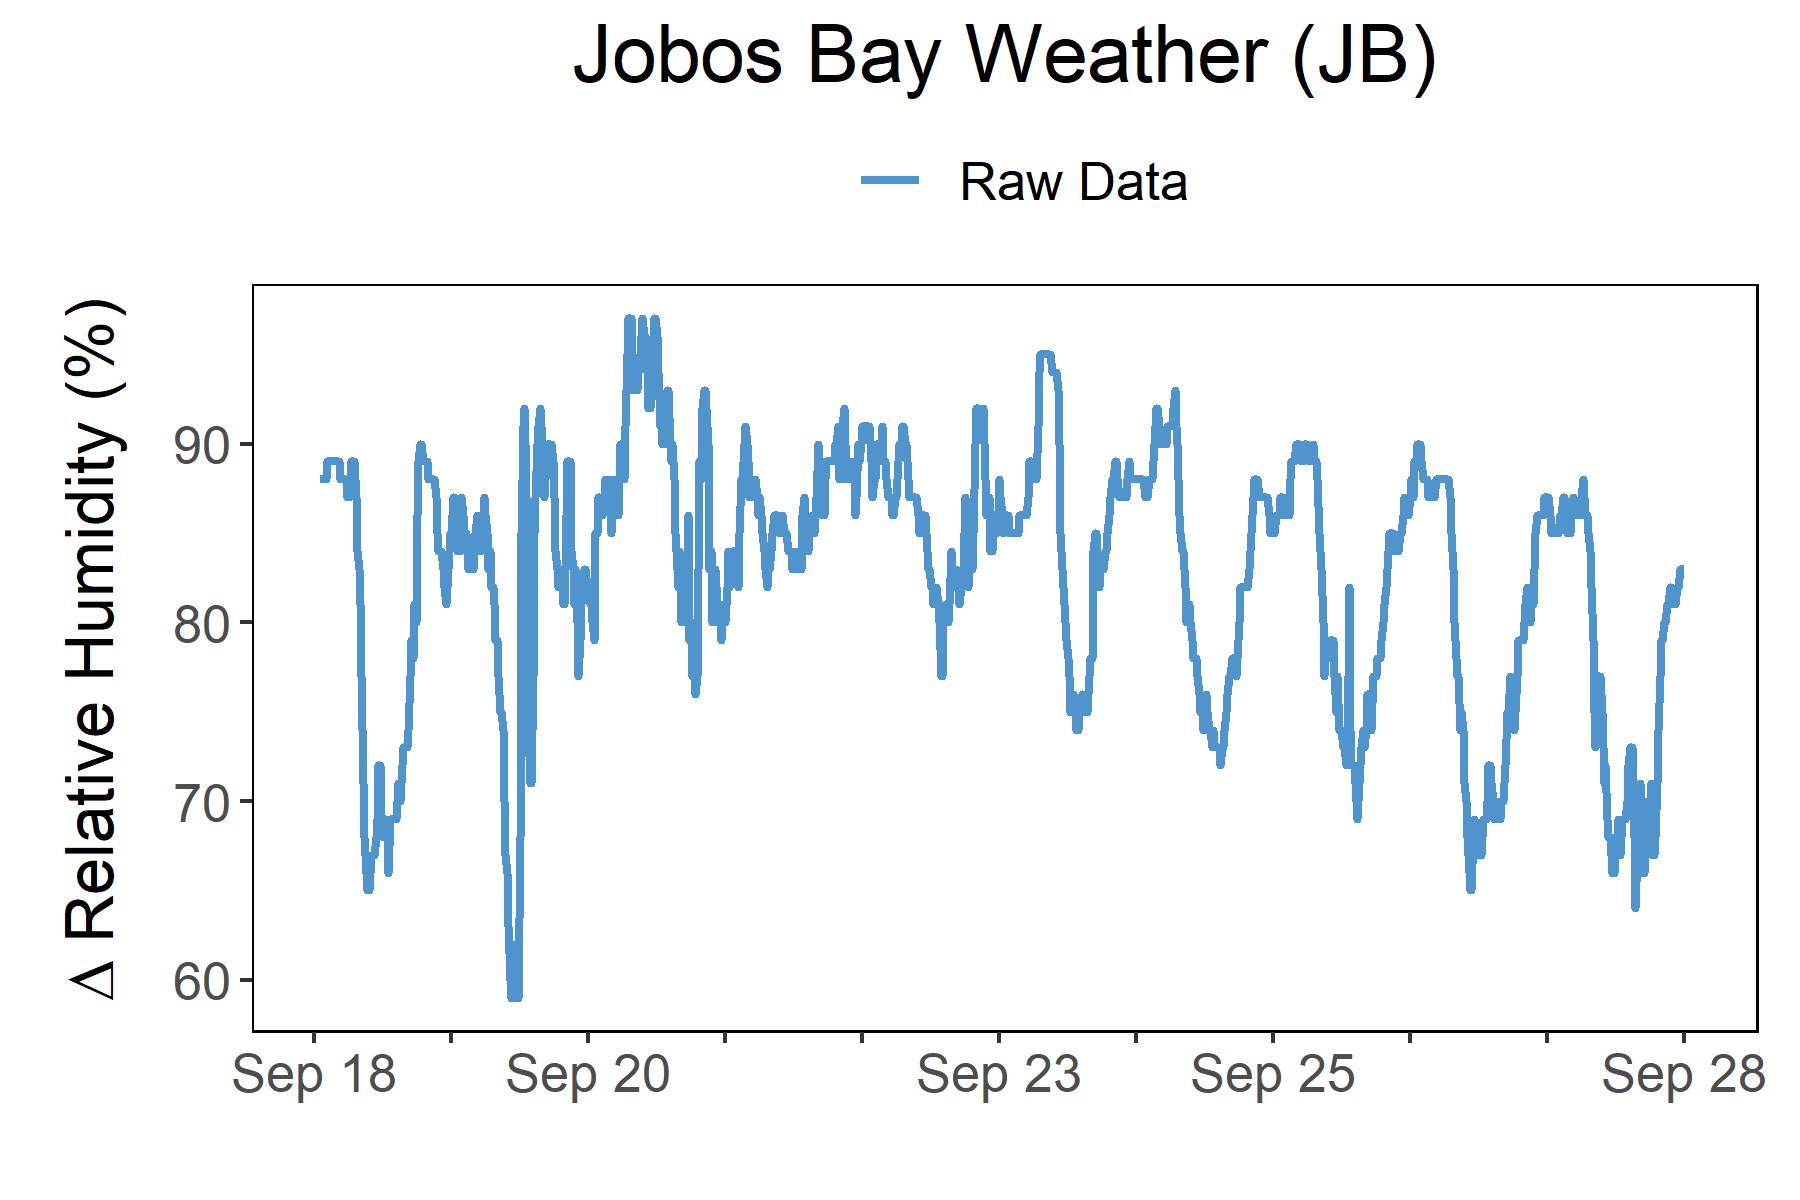 Jobos Bay Weather (JB)
Raw Data
Δ Relative Humidity (%)
90
80
70
60
Sep 18
Sep 20
Sep 23
Sep 25
Sep 28